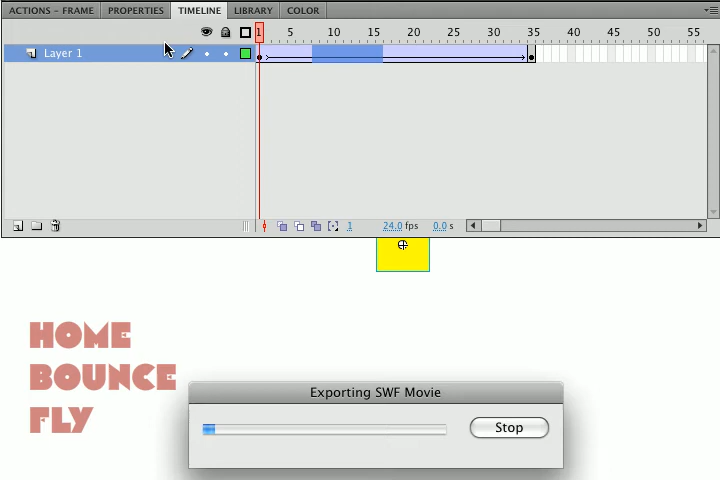 ACTIONS – FRAME PROPERTIES TIMELINE LIBRARY COLOR
1 5 10 15 20 25 30 35 40 45 50 55
Layer 1
1 24.0 fps 0.0 s
HOME
BOUNCE
FLY
Exporting SWF Movie
Stop